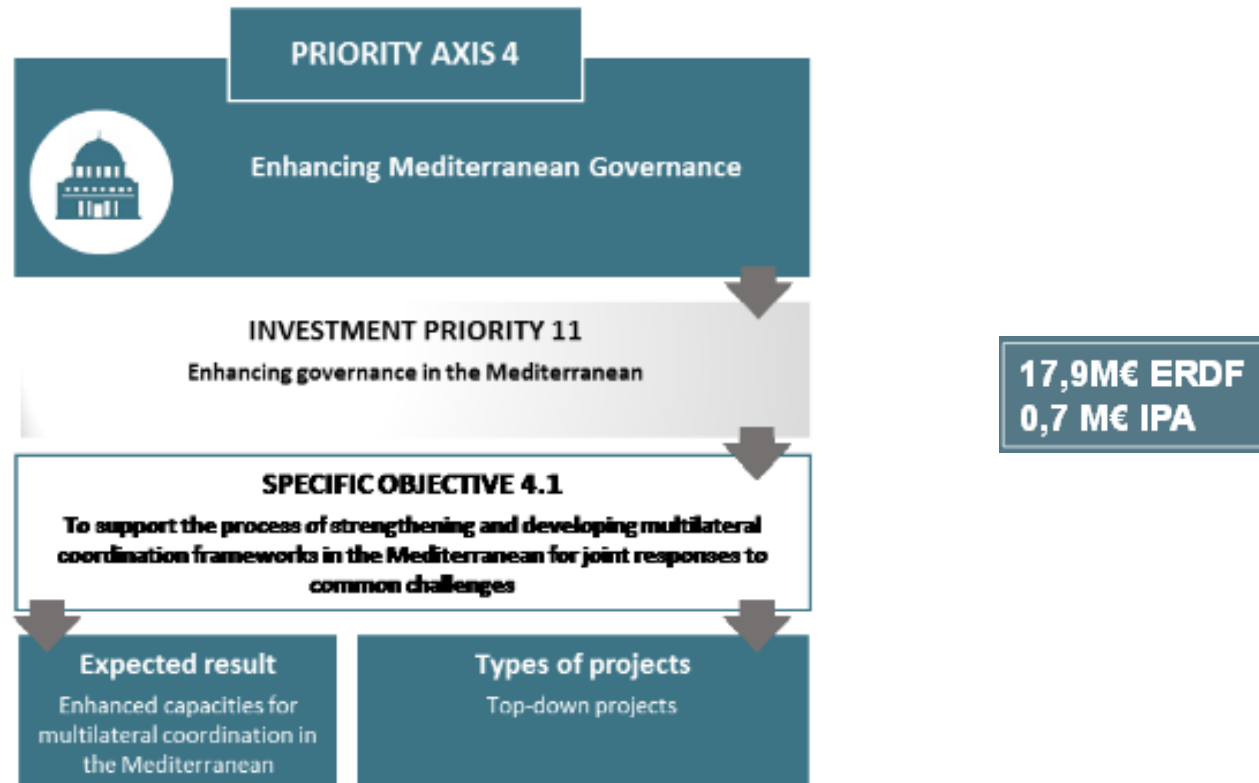 PRIORITY AXIS 4
Enhancing Mediterranean Governance
INVESTMENT PRIORITY 11
Enhancing governance in the Mediterranean
17,9M€ ERDF
0,7 M€ IPA
SPECIFIC OBJECTIVE 4.1
To support the process of strengthening and developing multilateral
coordination frameworks in the Mediterranean for joint responses to
common challenges
Expected result
Enhanced capacities for
multilateral coordination in
the Mediterranean
Types of projects
Top-down projects